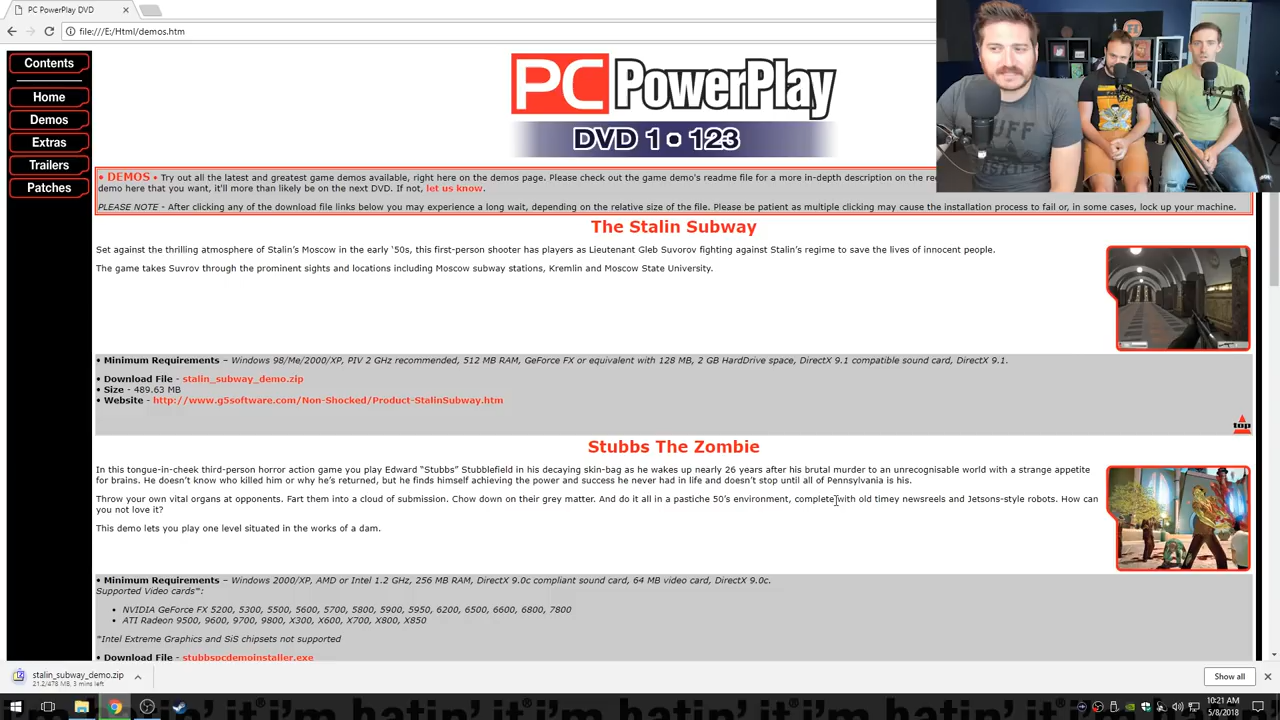 PC PowerPlay DVD
file:///E:/Html/demos.htm
Contents
Home
Demos
Extras
Trailers
Patches
PC PowerPlay
DVD 1 • 123
• DEMOS • Try out all the latest and greatest game demos available, right here on the demos page. Please check out the game demo's readme file for a more in-depth description on the
demo here that you want, it'll more than likely be on the next DVD. If not, let us know.
PLEASE NOTE - After clicking any of the download file links below you may experience a long wait, depending on the relative size of the file. Please be patient as multiple clicking may cause the installation process to fail or, in some cases, lock up your machine.
The Stalin Subway
Set against the thrilling atmosphere of Stalin's Moscow in the early '50s, this first-person shooter has players as Lieutenant Gleb Suvorov fighting against Stalin's regime to save the lives of innocent people.
The game takes Suvrov through the prominent sights and locations including Moscow subway stations, Kremlin and Moscow State University.
• Minimum Requirements – Windows 98/Me/2000/XP, PIV 2 GHz recommended, 512 MB RAM, GeForce FX or equivalent with 128 MB, 2 GB HardDrive space, DirectX 9.1 compatible sound card, DirectX 9.1.
• Download File - stalin_subway_demo.zip
• Size - 489.63 MB
• Website - http://www.g5software.com/Non-Shocked/Product-StalinSubway.htm
top
Stubbs The Zombie
In this tongue-in-cheek third-person horror action game you play Edward "Stubbs" Stubblefield in his decaying skin-bag as he wakes up nearly 26 years after his brutal murder to an unrecognisable world with a strange appetite
for brains. He doesn't know who killed him or why he's returned, but he finds himself achieving the power and success he never had in life and doesn't stop until all of Pennsylvania is his.
Throw your own vital organs at opponents. Fart them into a cloud of submission. Chow down on their grey matter. And do it all in a pastiche 50's environment, complete with old timey newsreels and Jetsons-style robots. How can
you not love it?
This demo lets you play one level situated in the works of a dam.
• Minimum Requirements – Windows 2000/XP, AMD or Intel 1.2 GHz, 256 MB RAM, DirectX 9.0c compliant sound card, 64 MB video card, DirectX 9.0c.
Supported Video cards*:
• NVIDIA GeForce FX 5200, 5300, 5500, 5600, 5700, 5800, 5900, 5950, 6200, 6500, 6600, 6800, 7800
• ATI Radeon 9500, 9600, 9700, 9800, X300, X600, X700, X800, X850
*Intel Extreme Graphics and SiS chipsets not supported
• Download File - stubbspcdemoinstaller.exe
stalin_subway_demo.zip
21.2/478 MB, 3 mins left
Show all
10:21 AM
5/8/2018